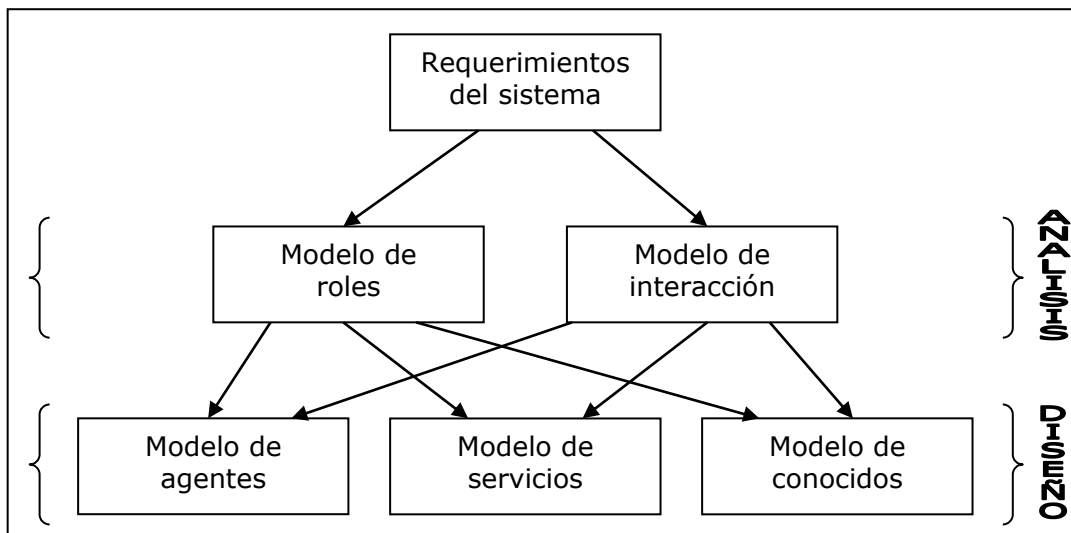 Requerimientos
del sistema
Modelo de
roles
Modelo de
interacción
ANALISIS
Modelo de
agentes
Modelo de
servicios
Modelo de
conocidos
DISEÑO